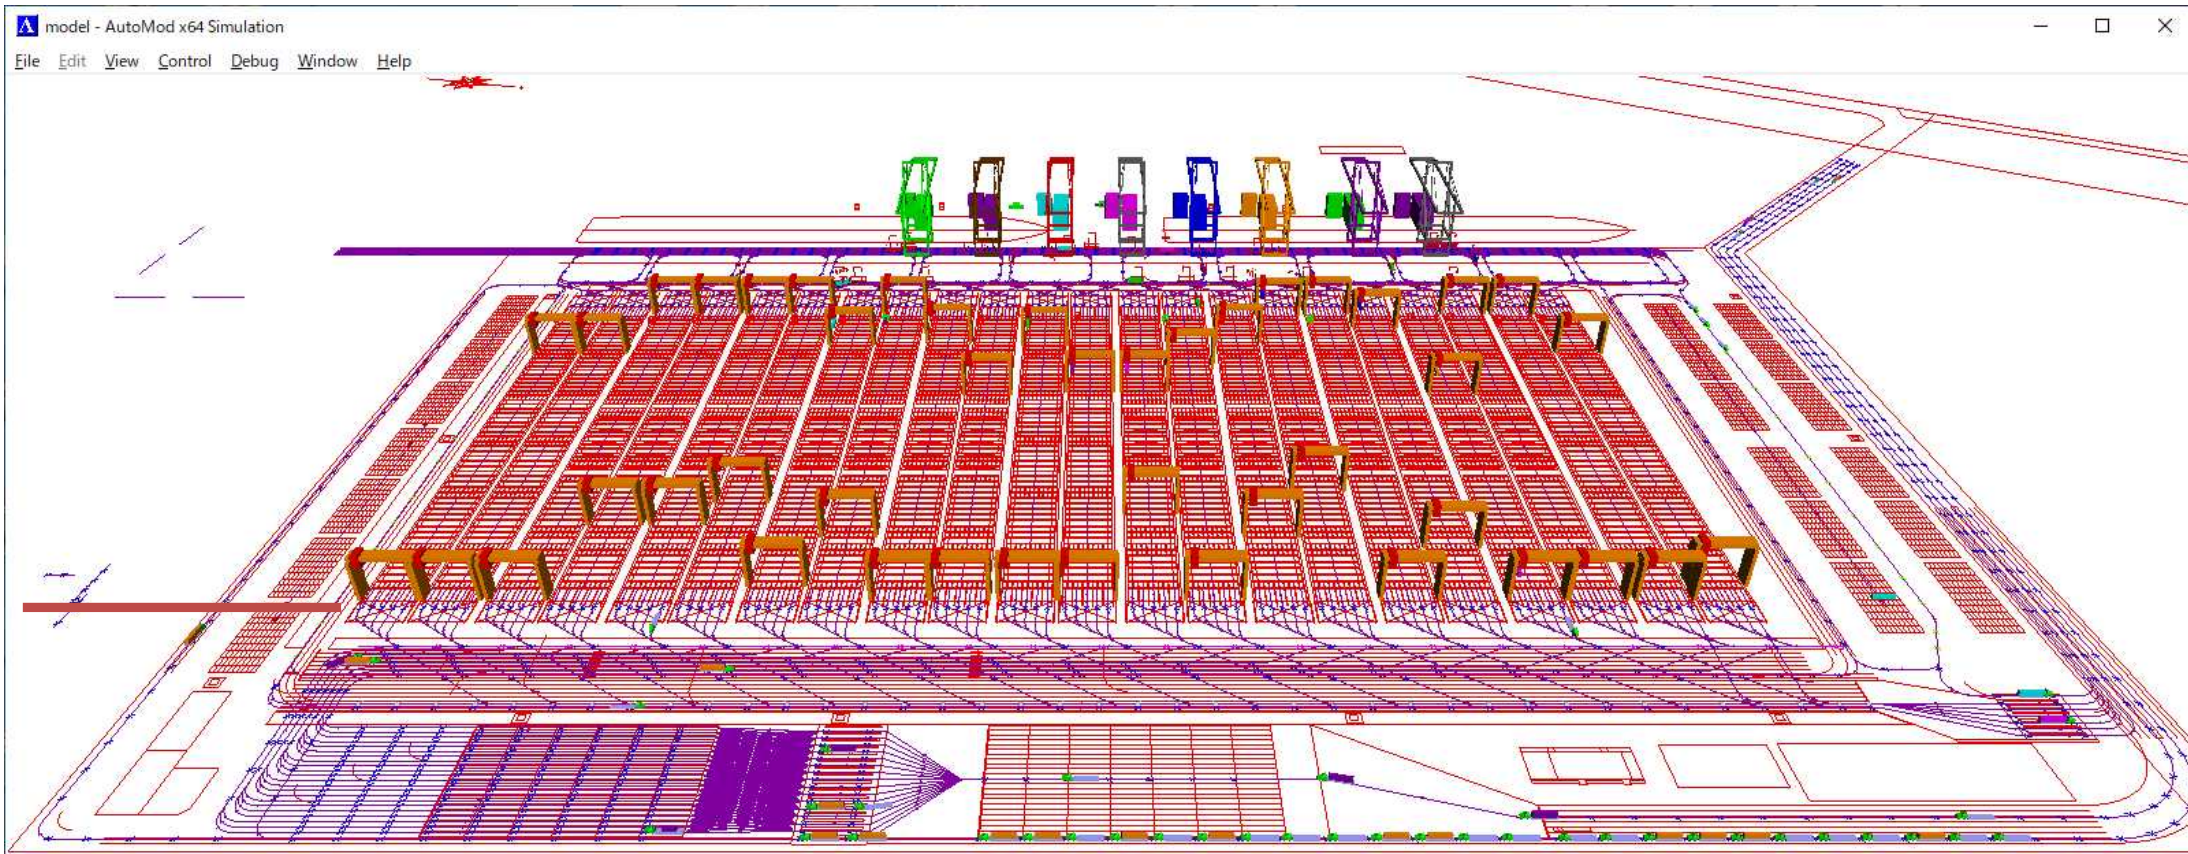 A model - AutoMod x64 Simulation
File Edit View Control Debug Window Help